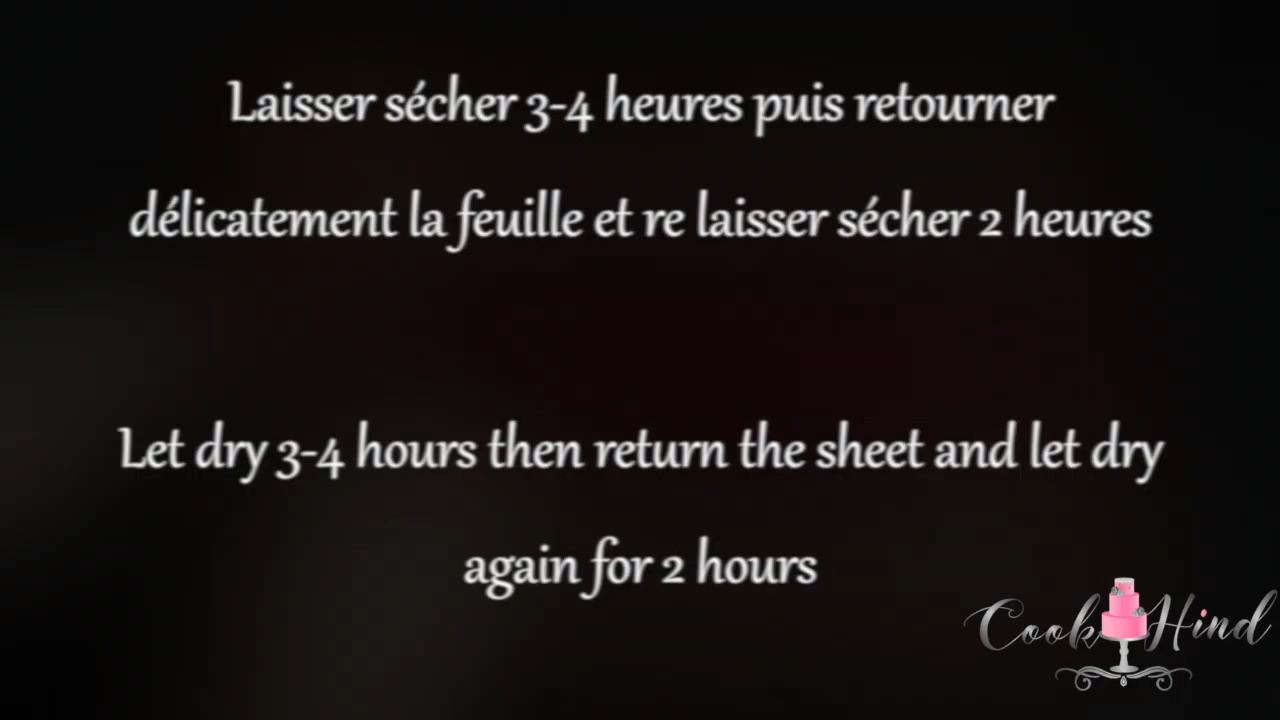 Laisser sécher 3-4 heures puis retourner
délicatement la feuille et re laisser sécher 2 heures
Let dry 3-4 hours then return the sheet and let dry
again for 2 hours
Cook Hind